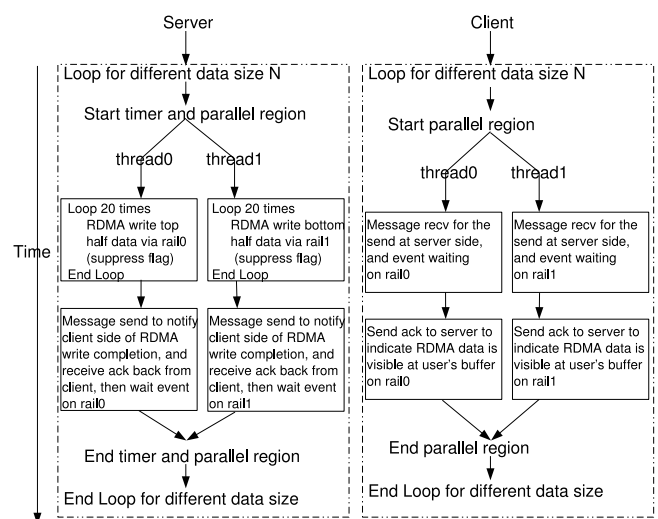 Server
Client
Loop for different data size N
Loop for different data size N
Start timer and parallel region
Start parallel region
thread0
thread1
thread0
thread1
Time
Loop 20 times
RDMA write top
half data via rail0
(suppress flag)
End Loop
Loop 20 times
RDMA write bottom
half data via rail1
(suppress flag)
End Loop
Message recv for the
send at server side,
and event waiting
on rail0
Message recv for the
send at server side,
and event waiting
on rail1
Message send to notify
client side of RDMA
write completion, and
receive ack back from
client, then wait event
on rail0
Message send to notify
client side of RDMA
write completion, and
receive ack back from
client, then wait event
on rail1
Send ack to server to
indicate RDMA data is
visible at user's buffer
on rail0
Send ack to server to
indicate RDMA data is
visible at user's buffer
on rail1
End timer and parallel region
End parallel region
End Loop for different data size
End Loop for different data size